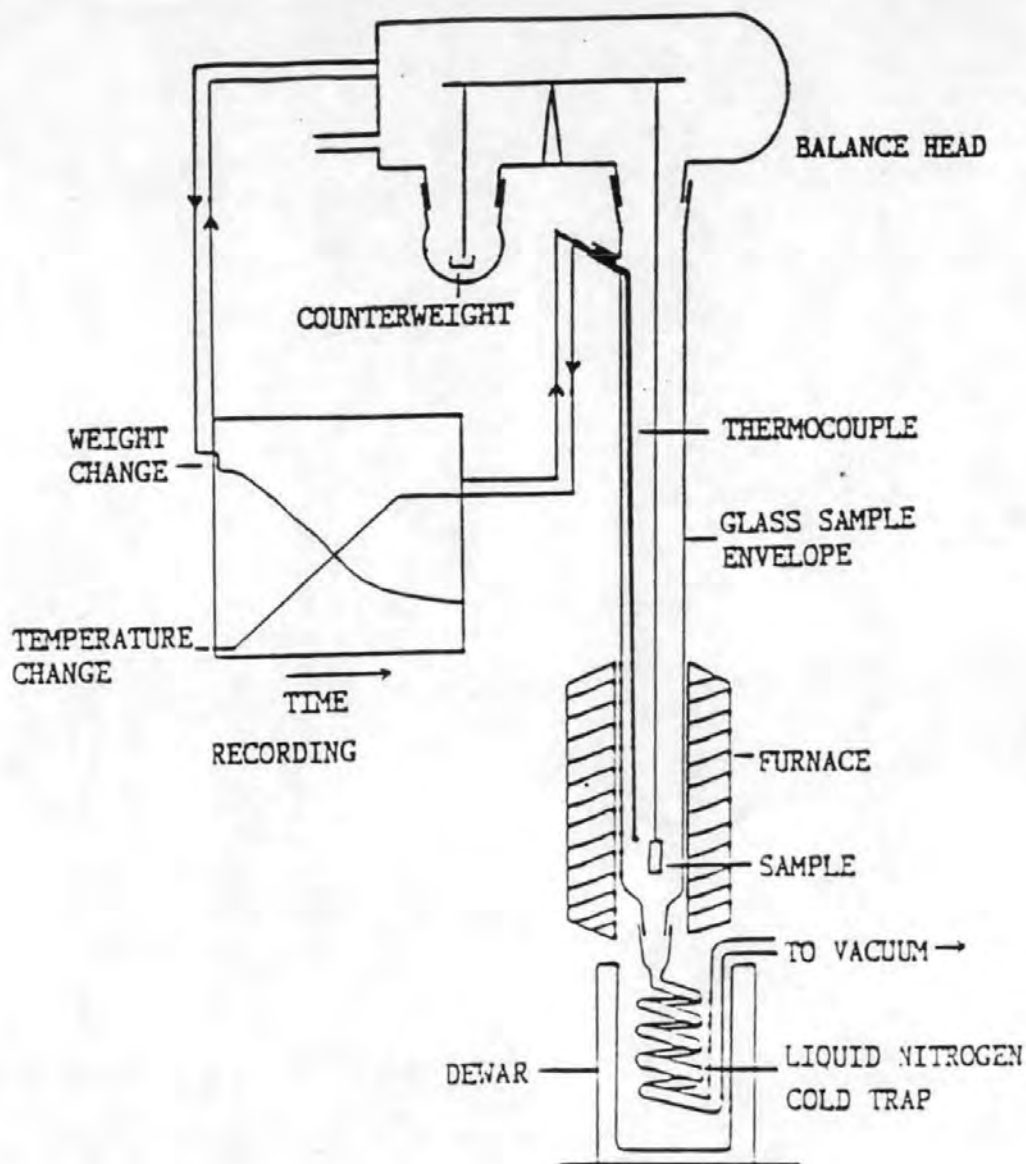 BALANCE HEAD
COUNTERWEIGHT
THERMOCOUPLE
WEIGHT
CHANGE
GLASS SAMPLE
ENVELOPE
TEMPERATURE
CHANGE
TIME
RECORDING
FURNACE
SAMPLE
TO VACUUM
DEWAR
LIQUID NITROGEN
COLD TRAP